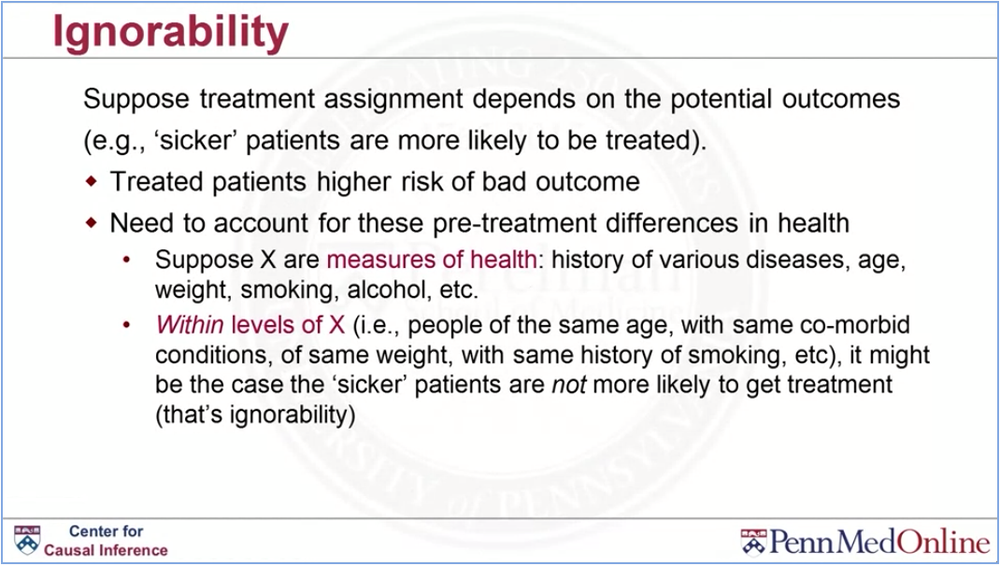 Ignorability
Suppose treatment assignment depends on the potential outcomes
(e.g., ‘sicker’ patients are more likely to be treated).
Treated patients higher risk of bad outcome
Need to account for these pre-treatment differences in health
Suppose X are measures of health: history of various diseases, age,
weight, smoking, alcohol, etc.
Within levels of X (i.e., people of the same age, with same co-morbid
conditions, of same weight, with same history of smoking, etc), it might
be the case the ‘sicker’ patients are not more likely to get treatment
(that’s ignorability)
Center for
Causal Inference
PennMedOnline